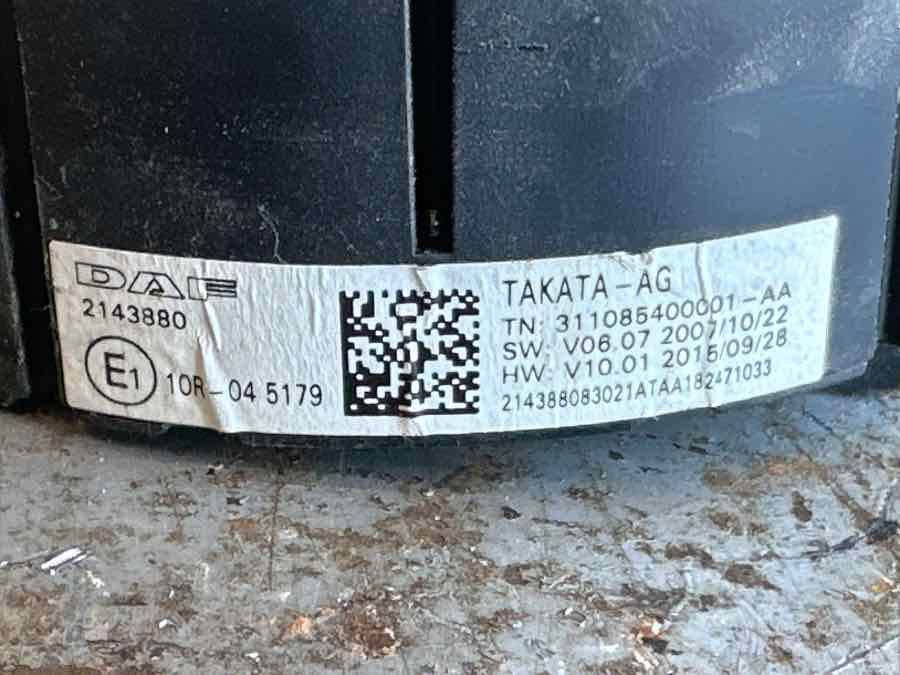 DAF
2143880
E1 10R-04 5179
TAKATA-AG
TN: 311085400001-AA
SW: V06.07 2007/10/22
HW: V10.01 2015/09/28
214388083021ATAA182471033